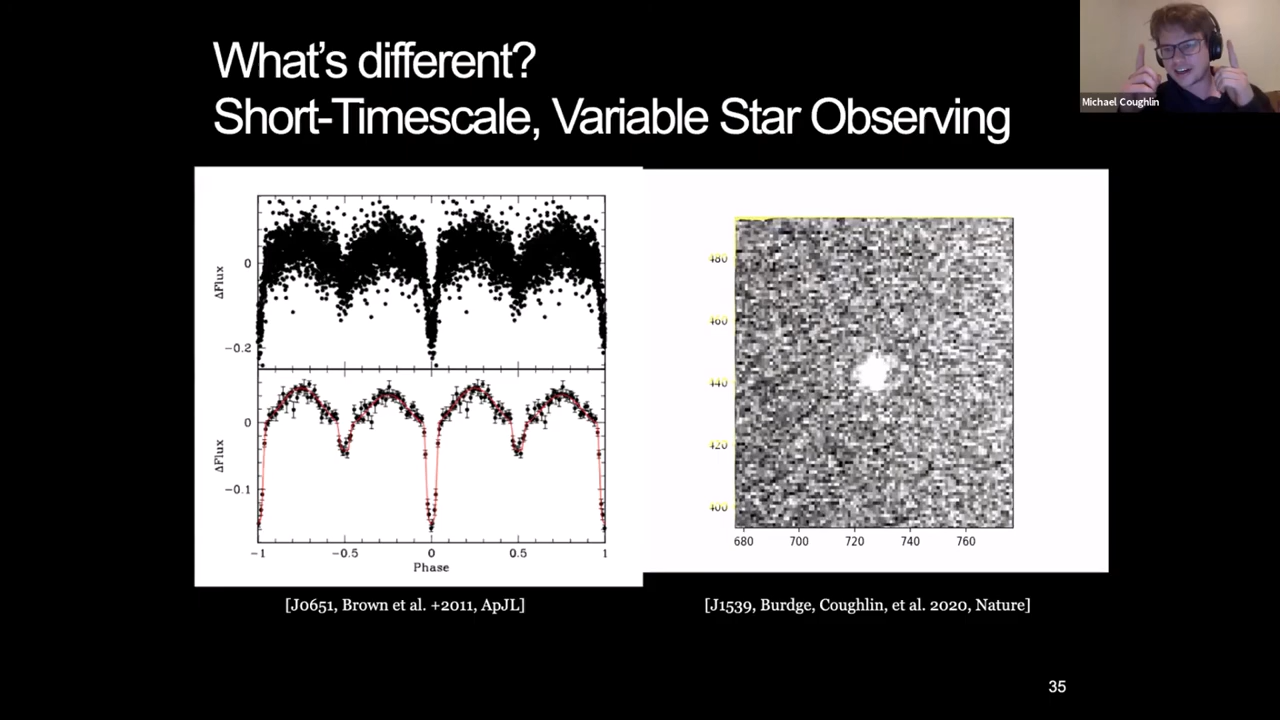 What's different?
Short-Timescale, Variable Star Observing
Michael Coughlin
ΔFlux
0
−0.2
ΔFlux
0
−0.1
−1 −0.5 0 0.5 1
Phase
480
460
440
420
400
680 700 720 740 760
[J0651, Brown et al. +2011, ApJL]
[J1539, Burdge, Coughlin, et al. 2020, Nature]
35